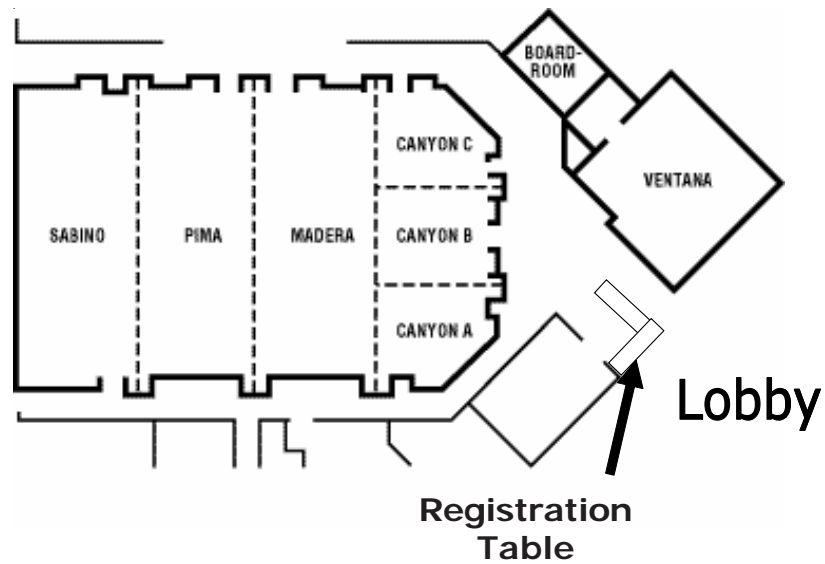 BOARD-
ROOM
CANYON C
VENTANA
SABINO
PIMA
MADERA
CANYON B
CANYON A
Lobby
Registration
Table